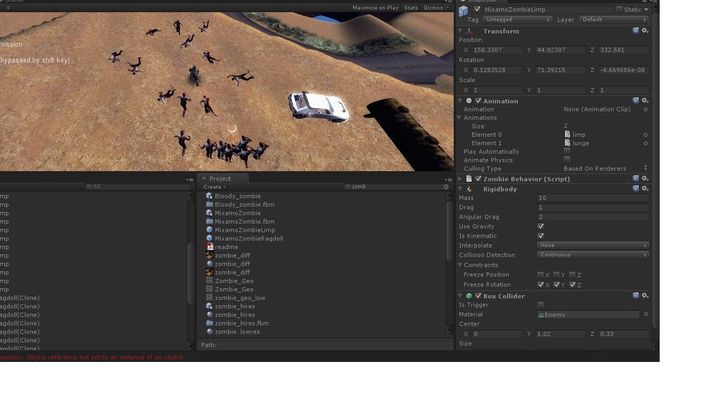 Maximize on Play Stats Gizmos
mission
(bypassed by shift key)
MixamoZombieLimp Static
Tag Untagged Layer Default
Transform
Position
X 158.3307 Y 44.92307 Z 332.681
Rotation
X 0.1283528 Y 71.39215 Z -4.669086e-08
Scale
X 1 Y 1 Z 1
Animation
Animation None (Animation Clip)
Animations
Size 2
Element 0 limp
Element 1 lunge
Play Automatically
Animate Physics
Culling Type Based On Renderers
Zombie Behavior (Script)
Rigidbody
Mass 10
Drag 1
Angular Drag 2
Use Gravity
Is Kinematic
Interpolate None
Collision Detection Continuous
Constraints
Freeze Position X Y Z
Freeze Rotation X Y Z
Box Collider
Is Trigger
Material Enemy
Center
X 0 Y 1.02 Z 0.33
Size
All
mp
mp
mp
mp
mp
mp
mp
mp
mp
mp
mp
agdoll(Clone)
agdoll(Clone)
agdoll(Clone)
agdoll(Clone)
agdoll(Clone)
Project
Create zomb
Bloody_zombie
Bloody_zombie.fbm
MixamoZombie
MixamoZombie.fbm
MixamoZombieLimp
MixamoZombieRagdoll
readme
zombie_diff
zombie_diff
zombie_diff
Zombie_Geo
Zombie_Geo
zombie_geo_low
zombie_hires
zombie_hires
zombie_hires.fbm
zombie_lowres
Path:
ception: Object reference not set to an instance of an object